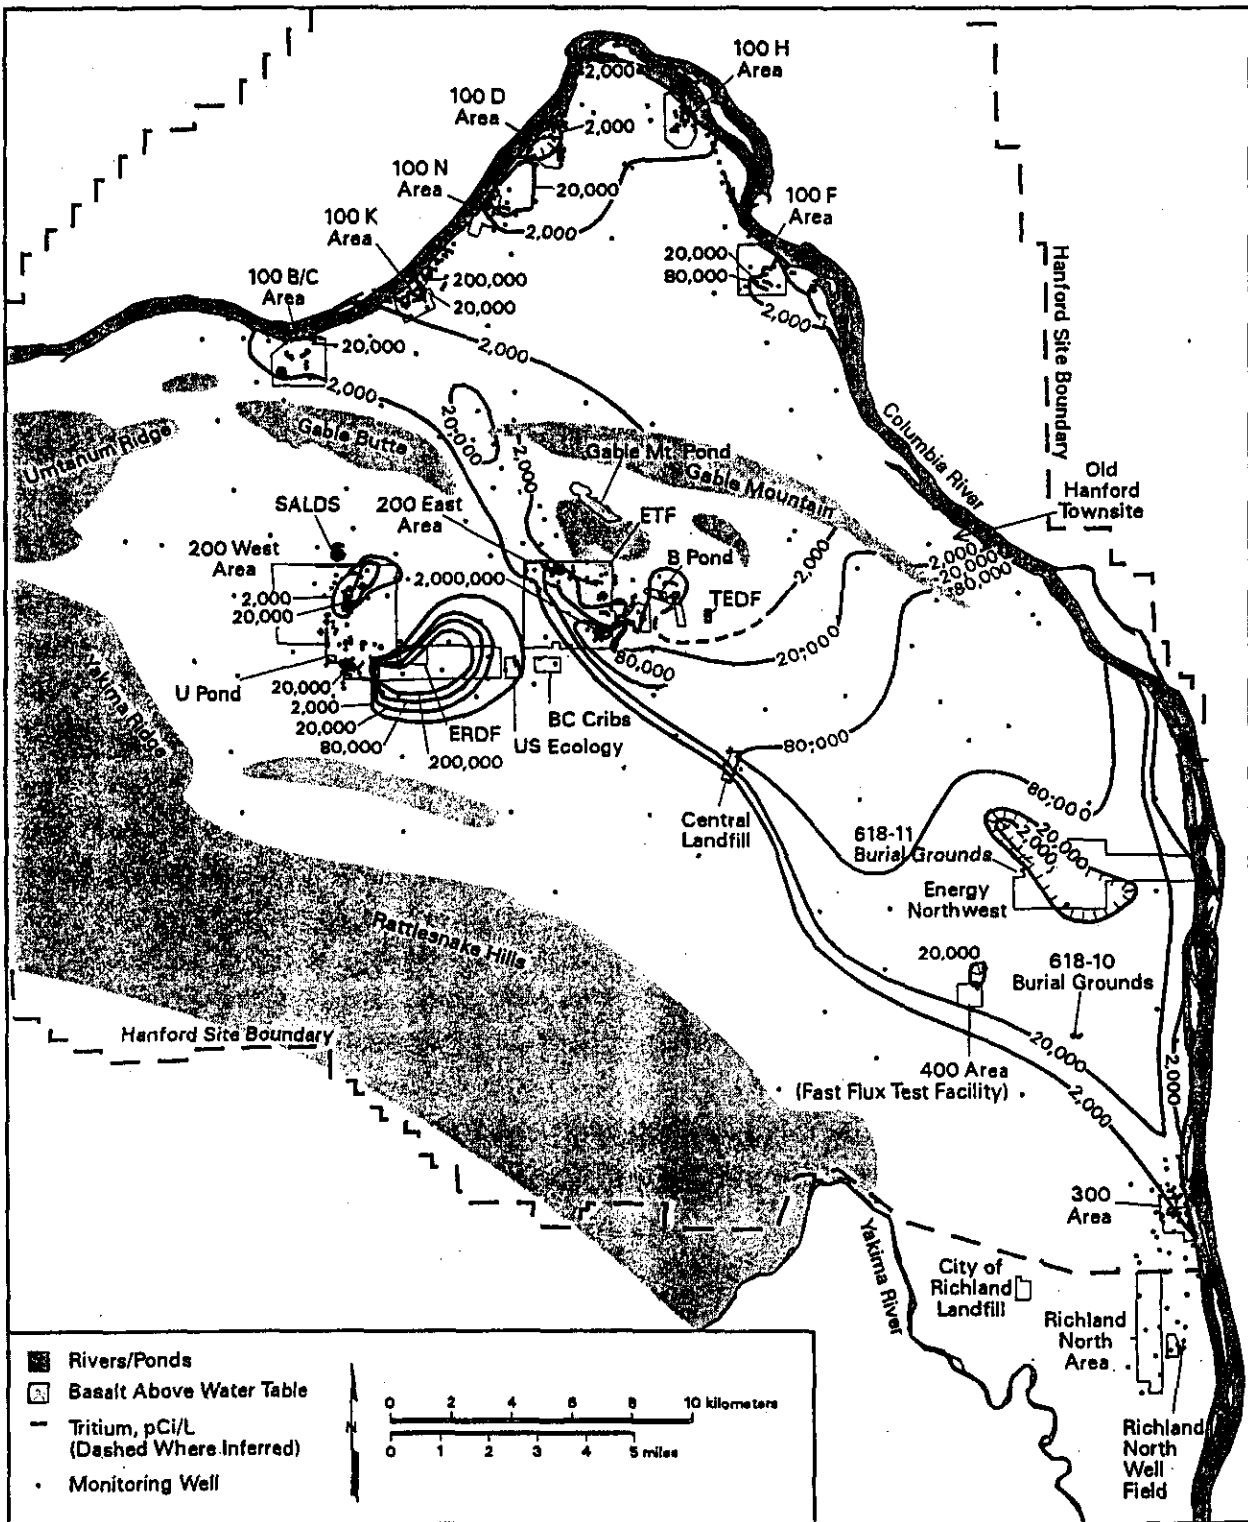 2,000
100 H
Area
100 D
Area
2,000
100 N
Area
20,000
100 F
Area
100 K
Area
2,000
20,000
80,000
100 B/C
Area
200,000
20,000
2,000
20,000
2,000
2,000
Hanford Site Boundary
20,000
2,000
Columbia River
Umtanum Ridge
Gable Butte
Gable Mt. Pond
Gable Mountain
Old
Hanford
Townsite
SALDS
200 East
Area
ETF
200 West
Area
B Pond
2,000
2,000
20,000
80,000
2,000,000
TEDF
2,000
20,000
20,000
80,000
U Pond
20,000
2,000
20,000
80,000
ERDF
200,000
BC Cribs
US Ecology
Yakima Ridge
80,000
80,000
Central
Landfill
618-11
Burial Grounds
20,000
2,000
Energy
Northwest
Rattlesnake Hills
20,000
618-10
Burial Grounds
Hanford Site Boundary
20,000
2,000
400 Area
(Fast Flux Test Facility)
2,000
300
Area
Yakima River
City of
Richland
Landfill
Richland
North
Area
Richland
North
Well
Field
Rivers/Ponds
Basalt Above Water Table
Tritium, pCi/L
(Dashed Where Inferred)
Monitoring Well
N
0 2 4 6 8 10 kilometers
0 1 2 3 4 5 miles